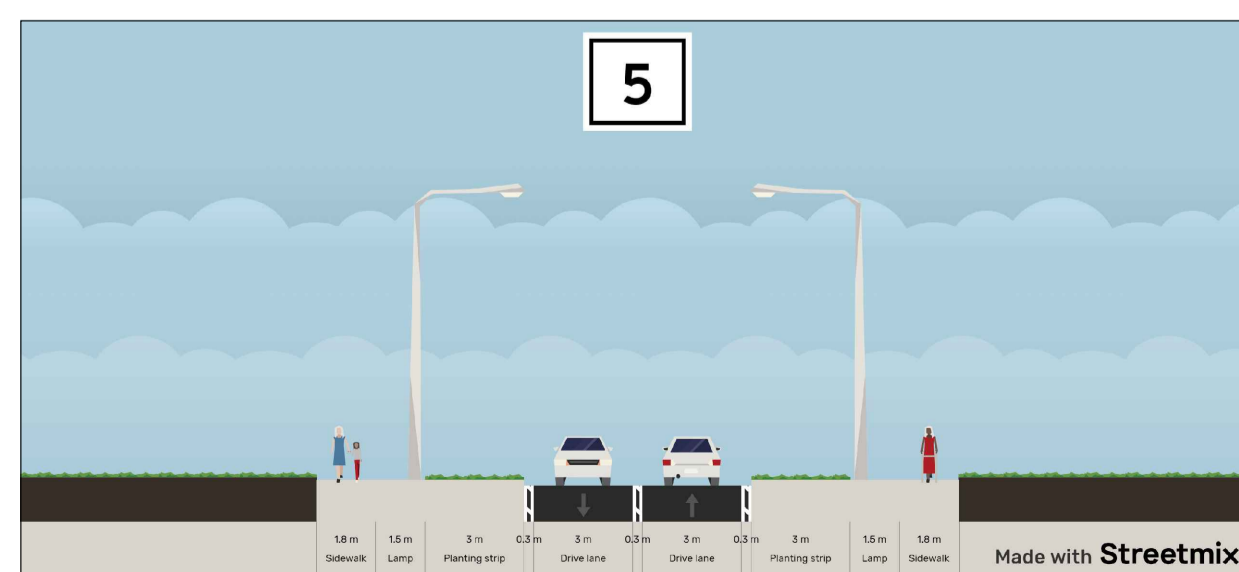 5
1.8 m 1.5 m 3 m 0.3 m 3 m 0.3 m 3 m 0.3 m 3 m 1.5 m 1.8 m
Sidewalk Lamp Planting strip Drive lane Drive lane Planting strip Lamp Sidewalk
Made with Streetmix